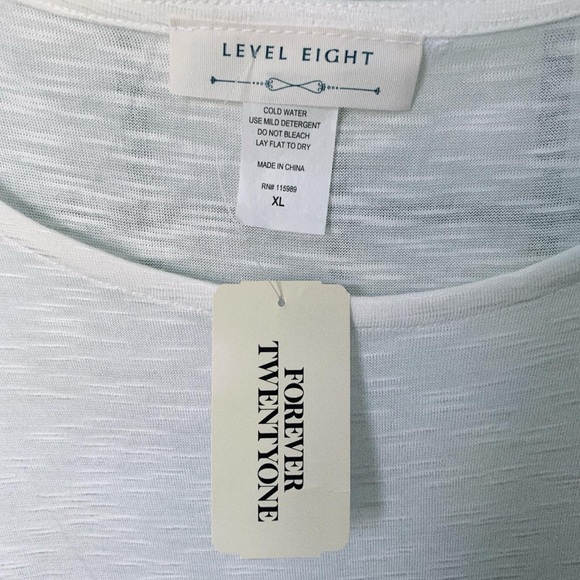 LEVEL EIGHT
COLD WATER
USE MILD DETERGENT
DO NOT BLEACH
LAY FLAT TO DRY
MADE IN CHINA
RN# 115989
XL
FOREVER
TWENTYONE